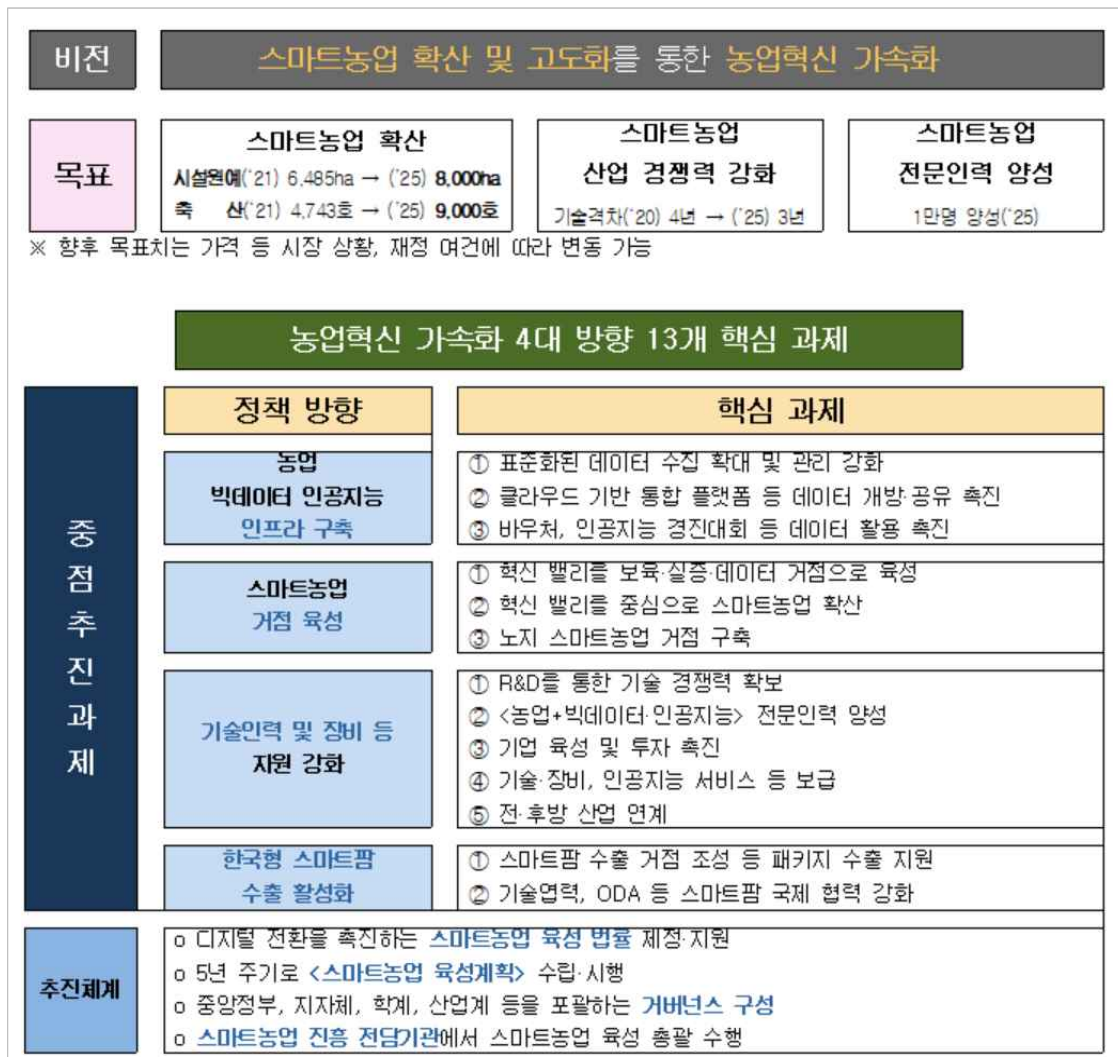 비전
스마트농업 확산 및 고도화를 통한 농업혁신 가속화
목표
스마트농업 확산
시설원예('21) 6,485ha → ('25) 8,000ha
축 산('21) 4,743호 → ('25) 9,000호
스마트농업
산업 경쟁력 강화
기술격차('20) 4년 → ('25) 3년
스마트농업
전문인력 양성
1만명 양성('25)
※ 향후 목표치는 가격 등 시장 상황, 재정 여건에 따라 변동 가능
농업혁신 가속화 4대 방향 13개 핵심 과제
중점추진과제
정책 방향
핵심 과제
농업
빅데이터 인공지능
인프라 구축
① 표준화된 데이터 수집 확대 및 관리 강화
② 클라우드 기반 통합 플랫폼 등 데이터 개방·공유 촉진
③ 바우처, 인공지능 경진대회 등 데이터 활용 촉진
스마트농업
거점 육성
① 혁신 밸리를 보육·실증·데이터 거점으로 육성
② 혁신 밸리를 중심으로 스마트농업 확산
③ 노지 스마트농업 거점 구축
기술인력 및 장비 등
지원 강화
① R&D를 통한 기술 경쟁력 확보
② <농업+빅데이터·인공지능> 전문인력 양성
③ 기업 육성 및 투자 촉진
④ 기술·장비, 인공지능 서비스 등 보급
⑤ 전·후방 산업 연계
한국형 스마트팜
수출 활성화
① 스마트팜 수출 거점 조성 등 패키지 수출 지원
② 기술협력, ODA 등 스마트팜 국제 협력 강화
추진체계
o 디지털 전환을 촉진하는 스마트농업 육성 법률 제정·지원
o 5년 주기로 <스마트농업 육성계획> 수립·시행
o 중앙정부, 지자체, 학계, 산업계 등을 포괄하는 거버넌스 구성
o 스마트농업 진흥 전담기관에서 스마트농업 육성 총괄 수행